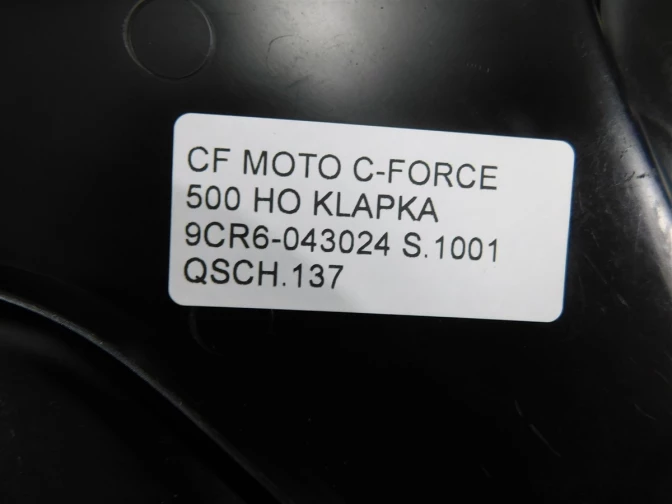 CF MOTO C-FORCE
500 HO KLAPKA
9CR6-043024 S.1001
QSCH.137